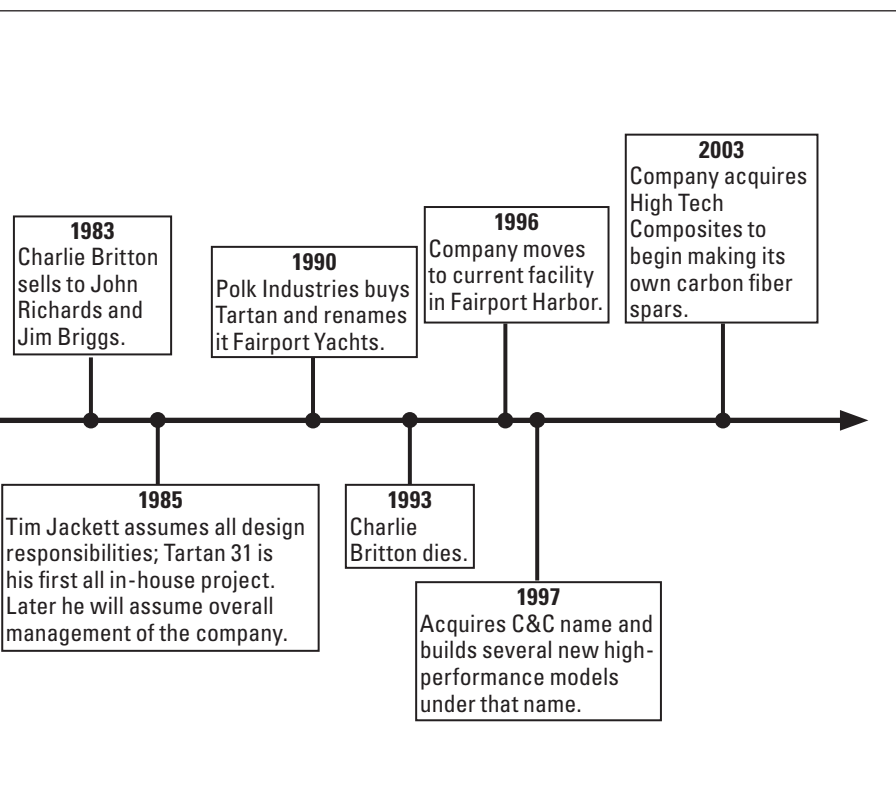 1983
Charlie Britton
sells to John
Richards and
Jim Briggs.
1985
Tim Jackett assumes all design
responsibilities; Tartan 31 is
his first all in-house project.
Later he will assume overall
management of the company.
1990
Polk Industries buys
Tartan and renames
it Fairport Yachts.
1993
Charlie
Britton dies.
1996
Company moves
to current facility
in Fairport Harbor.
1997
Acquires C&C name and
builds several new high-
performance models
under that name.
2003
Company acquires
High Tech
Composites to
begin making its
own carbon fiber
spars.